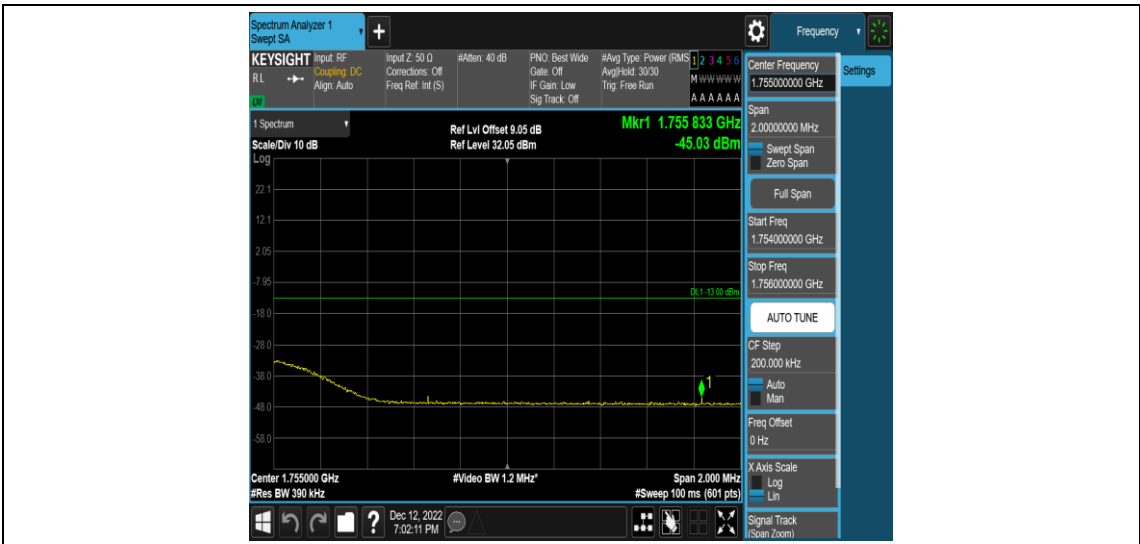 Spectrum Analyzer 1
Swept SA
+
Frequency
KEYSIGHT
RL
LXI
Input: RF
Coupling: DC
Align: Auto
Input Z: 50 Ω
Corrections: Off
Freq Ref: Int (S)
#Atten: 40 dB
PNO: Best Wide
Gate: Off
IF Gain: Low
Sig Track: Off
#Avg Type: Power (RMS
Avg|Hold: 30/30
Trig: Free Run
1 2 3 4 5 6
M W W W W W
A A A A A A
Center Frequency
1.755000000 GHz
Settings
Span
2.00000000 MHz
Swept Span
Zero Span
Full Span
Start Freq
1.754000000 GHz
Stop Freq
1.756000000 GHz
AUTO TUNE
CF Step
200.000 kHz
Auto
Man
Freq Offset
0 Hz
X Axis Scale
Log
Lin
Signal Track
(Span Zoom)
1 Spectrum
Scale/Div 10 dB
Log
Ref Lvl Offset 9.05 dB
Ref Level 32.05 dBm
Mkr1 1.755 833 GHz
-45.03 dBm
22.1
12.1
2.05
-7.95
DL1 -13.00 dBm
-18.0
-28.0
-38.0
1
-48.0
-58.0
Center 1.755000 GHz
#Video BW 1.2 MHz*
Span 2.000 MHz
#Res BW 390 kHz
#Sweep 100 ms (601 pts)
?
Dec 12, 2022
7:02:11 PM